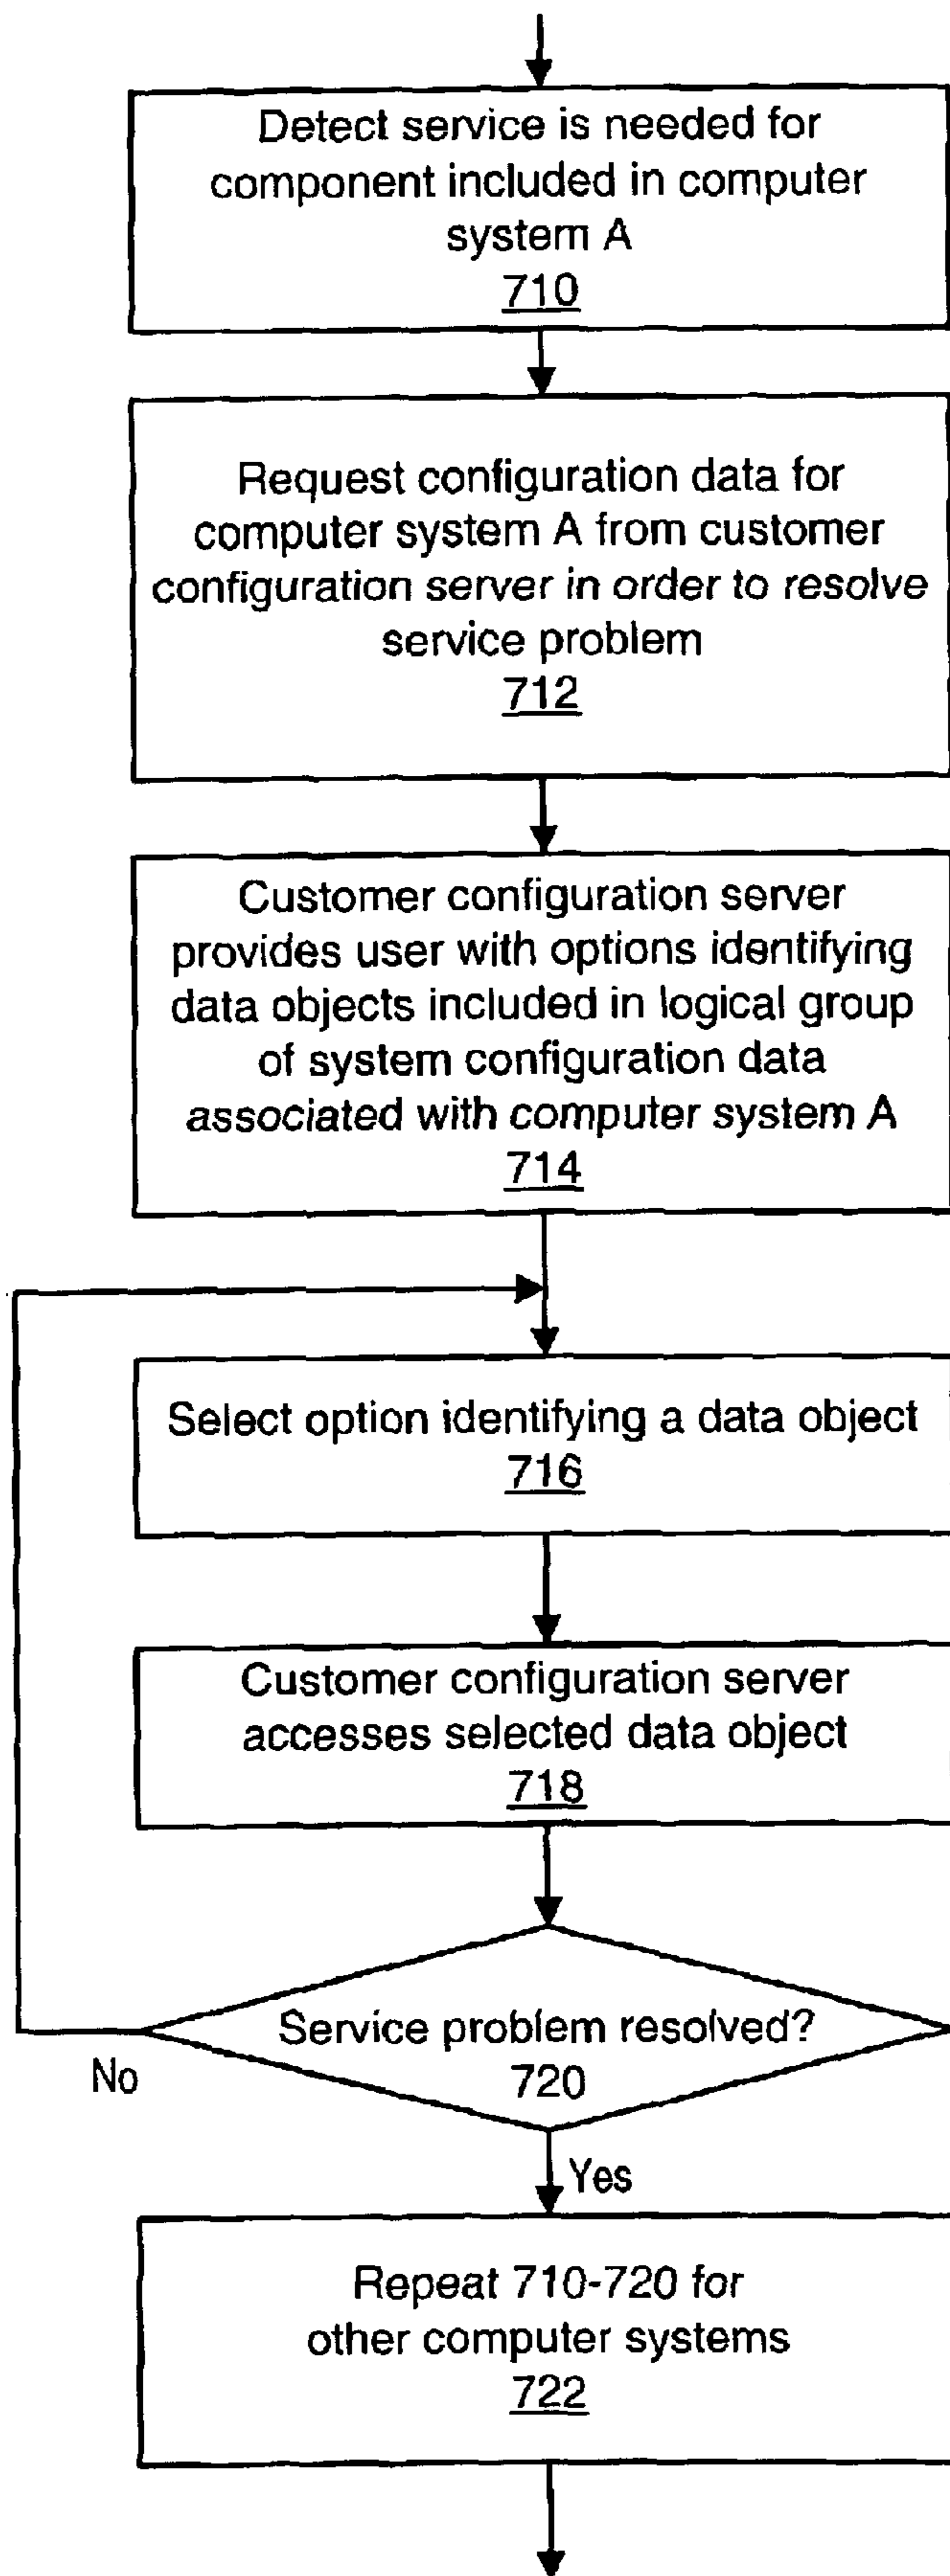 Detect service is needed for
component included in computer
system A
710
Request configuration data for
computer system A from customer
configuration server in order to resolve
service problem
712
Customer configuration server
provides user with options identifying
data objects included in logical group
of system configuration data
associated with computer system A
714
Select option identifying a data object
716
Customer configuration server
accesses selected data object
718
Service problem resolved?
720
No
Yes
Repeat 710-720 for
other computer systems
722